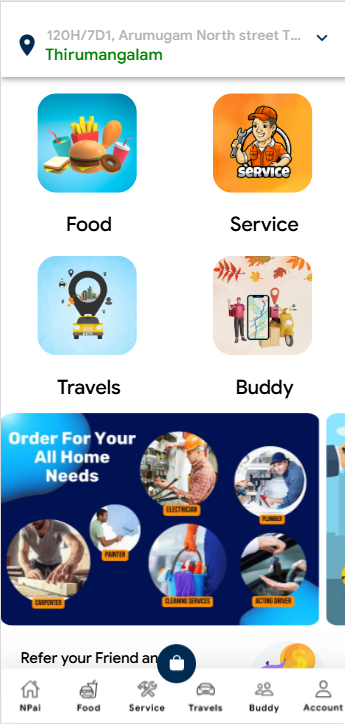 120H/7D1, Arumugam North street T...
Thirumangalam
SERVICE
Food
Service
TAXI
Travels
Buddy
Order For Your
All Home
Needs
ELECTRICIAN
PLUMBER
PAINTER
CARPENTER
CLEANING SERVICES
ACTING DRIVER
Refer your Friend an
NPai
Food
Service
Travels
Buddy
Account